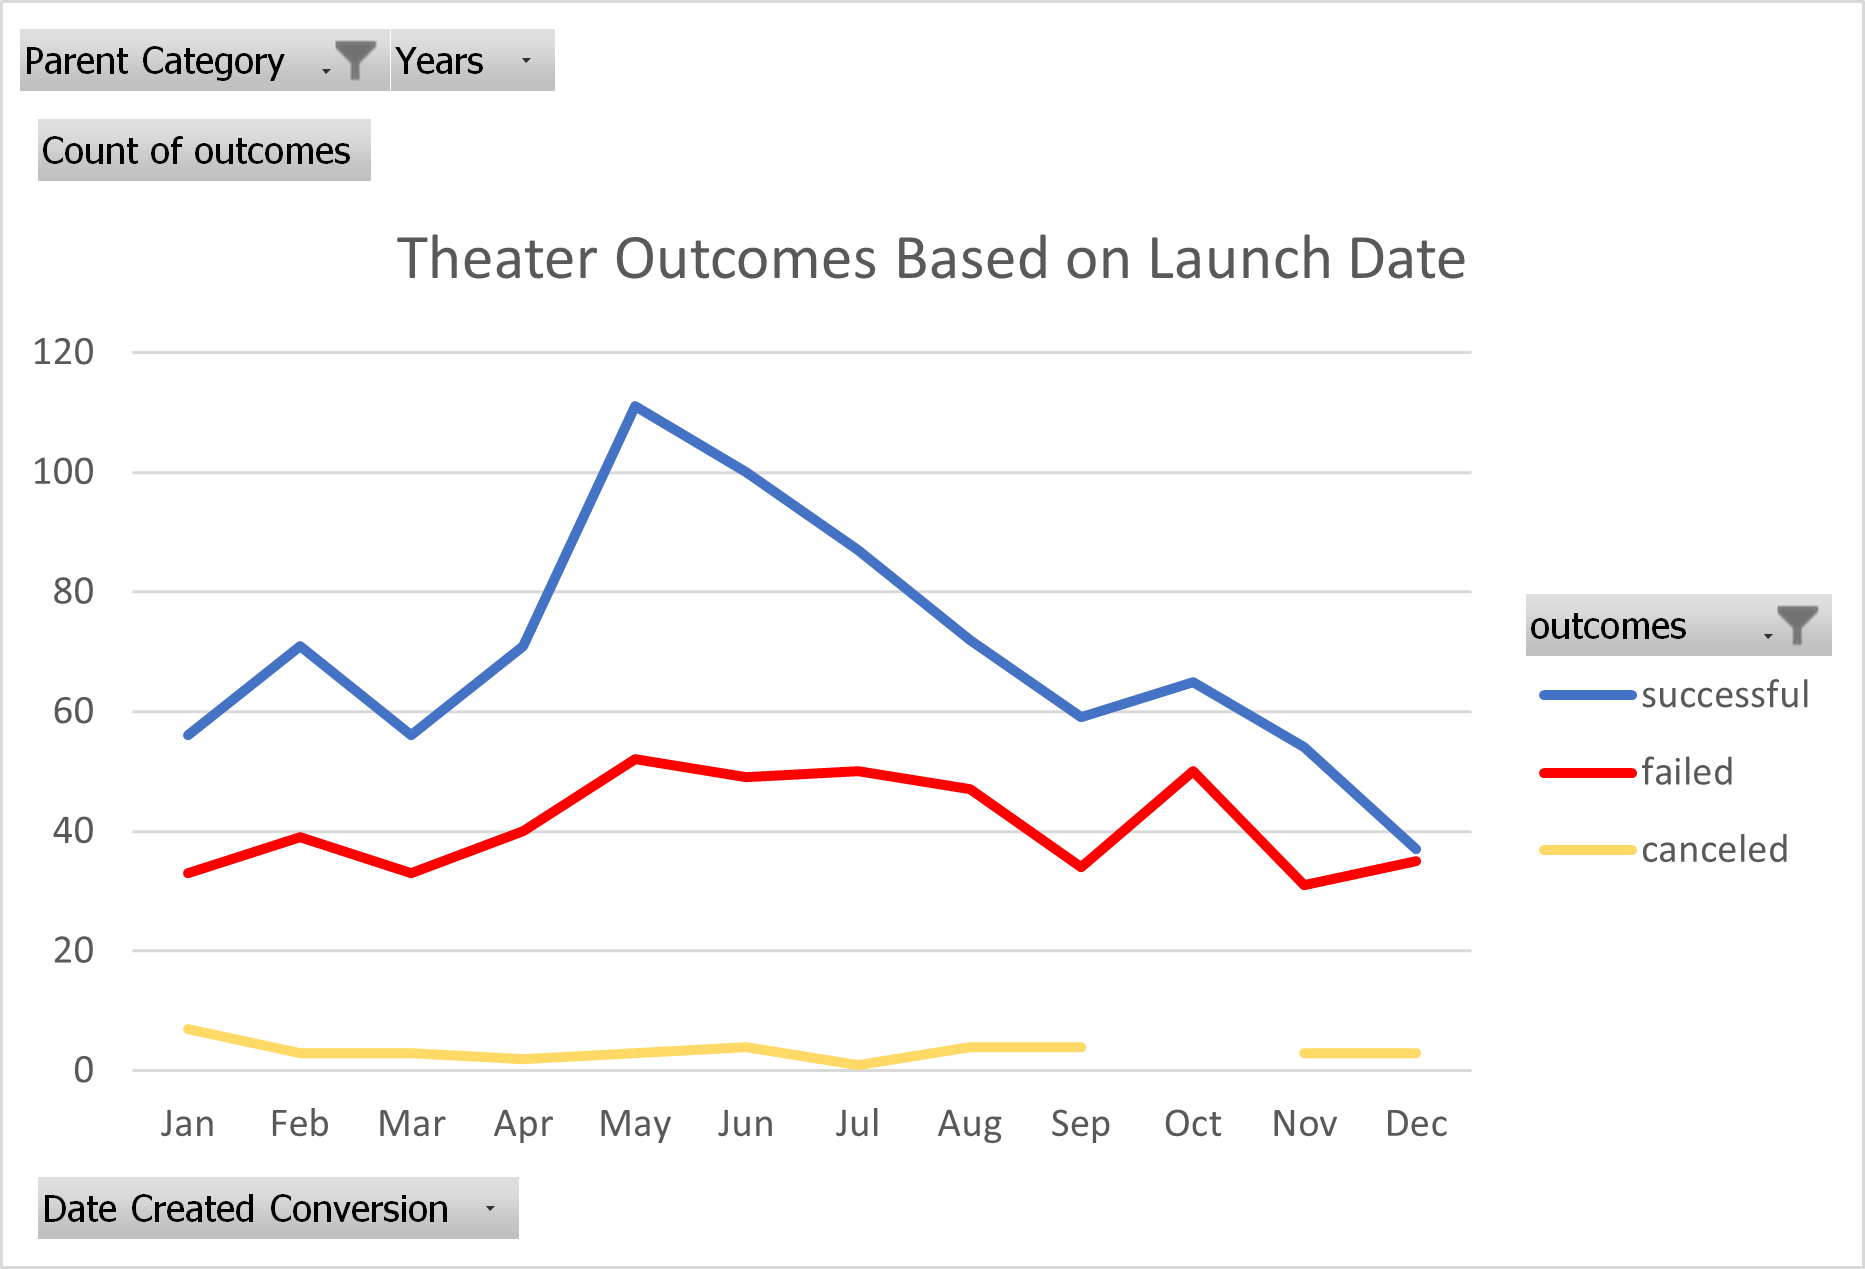 Parent Category Years
Count of outcomes
Theater Outcomes Based on Launch Date
120
100
80
60
40
20
0
Jan Feb Mar Apr May Jun Jul Aug Sep Oct Nov Dec
outcomes
successful
failed
canceled
Date Created Conversion